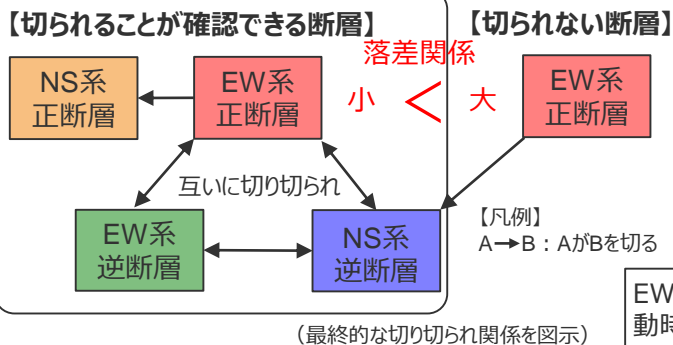 【切られることが確認できる断層】
【切られない断層】
落差関係
NS系
正断層
EW系
正断層
小 < 大
EW系
正断層
互いに切り切られ
EW系
逆断層
NS系
逆断層
【凡例】
A→B：AがBを切る
EW
動時
（最終的な切り切られ関係を図示）